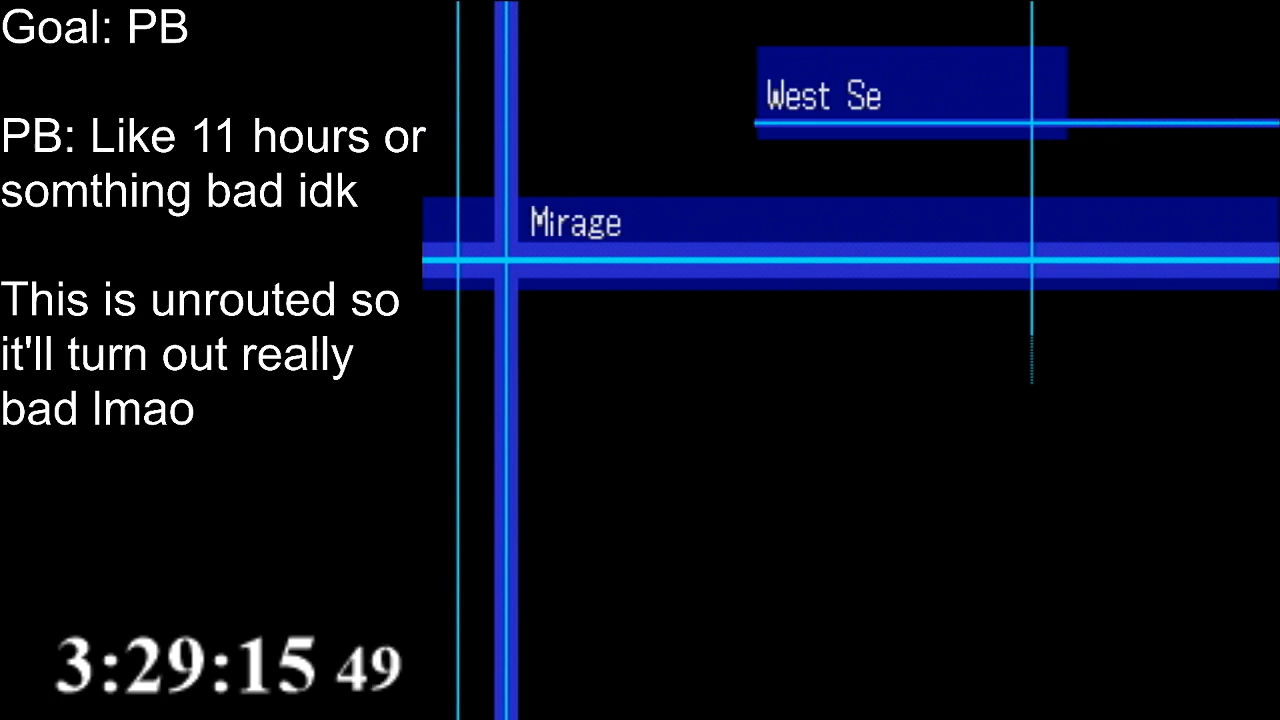 Goal: PB
PB: Like 11 hours or
somthing bad idk
This is unrouted so
it'll turn out really
bad lmao
West Se
Mirage
3:29:15 49